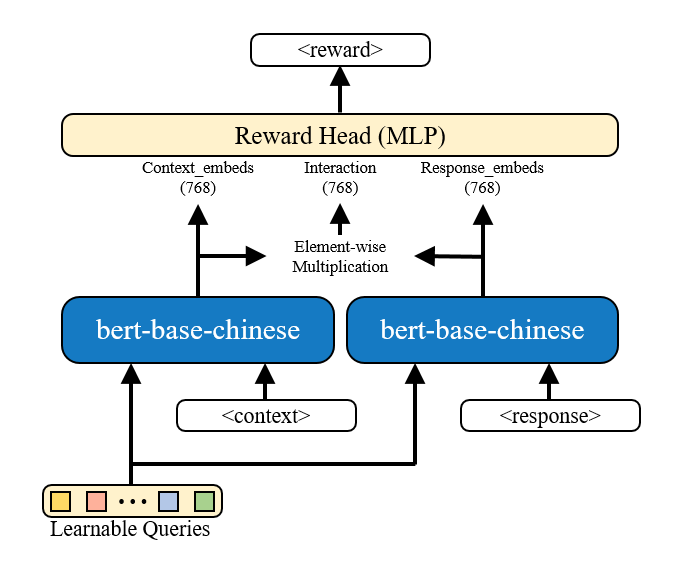 <reward>
Reward Head (MLP)
Context_embeds
(768)
Interaction
(768)
Response_embeds
(768)
Element-wise
Multiplication
bert-base-chinese
bert-base-chinese
<context>
<response>
Learnable Queries